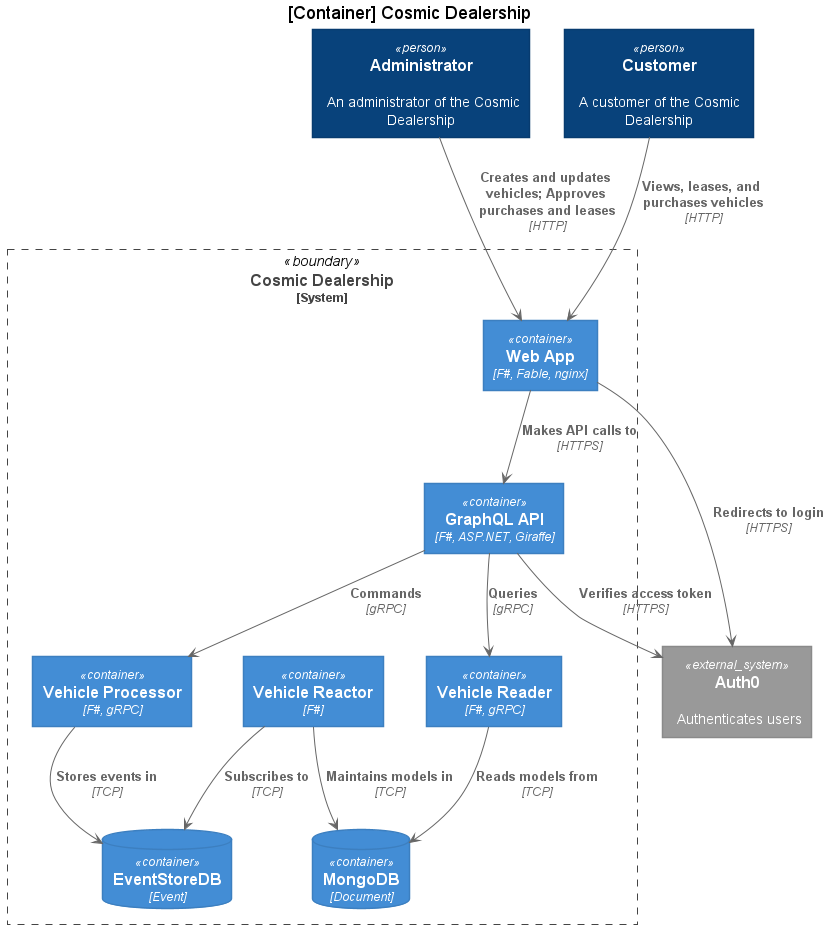 [Container] Cosmic Dealership
«person»
Administrator
An administrator of the Cosmic
Dealership
«person»
Customer
A customer of the Cosmic
Dealership
Creates and updates
vehicles; Approves
purchases and leases
[HTTP]
Views, leases, and
purchases vehicles
[HTTP]
«boundary»
Cosmic Dealership
[System]
«container»
Web App
[F#, Fable, nginx]
Makes API calls to
[HTTPS]
Redirects to login
[HTTPS]
«container»
GraphQL API
[F#, ASP.NET, Giraffe]
Commands
[gRPC]
Queries
[gRPC]
Verifies access token
[HTTPS]
«container»
Vehicle Processor
[F#, gRPC]
«container»
Vehicle Reactor
[F#]
«container»
Vehicle Reader
[F#, gRPC]
«external_system»
Auth0
Authenticates users
Stores events in
[TCP]
Subscribes to
[TCP]
Maintains models in
[TCP]
Reads models from
[TCP]
«container»
EventStoreDB
[Event]
«container»
MongoDB
[Document]